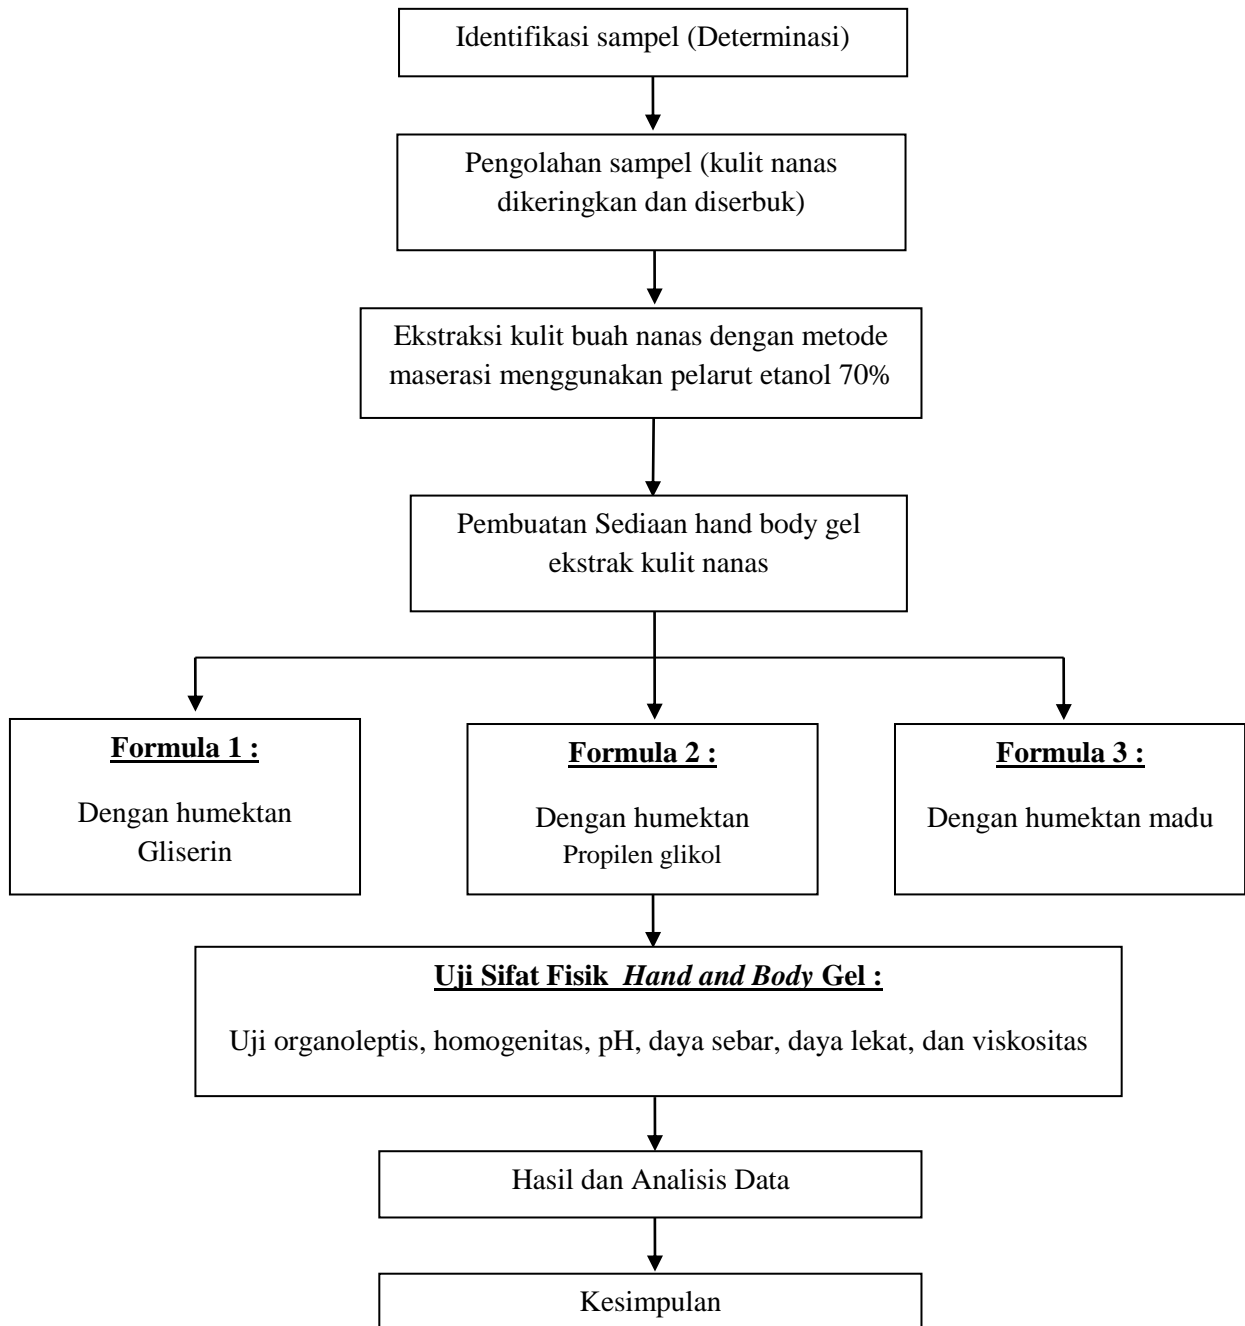 Identifikasi sampel (Determinasi)
Pengolahan sampel (kulit nanas
dikeringkan dan diserbuk)
Ekstraksi kulit buah nanas dengan metode
maserasi menggunakan pelarut etanol 70%
Pembuatan Sediaan hand body gel
ekstrak kulit nanas
Formula 1 :
Dengan humektan
Gliserin
Formula 2 :
Dengan humektan
Propilen glikol
Formula 3 :
Dengan humektan madu
Uji Sifat Fisik Hand and Body Gel :
Uji organoleptis, homogenitas, pH, daya sebar, daya lekat, dan viskositas
Hasil dan Analisis Data
Kesimpulan